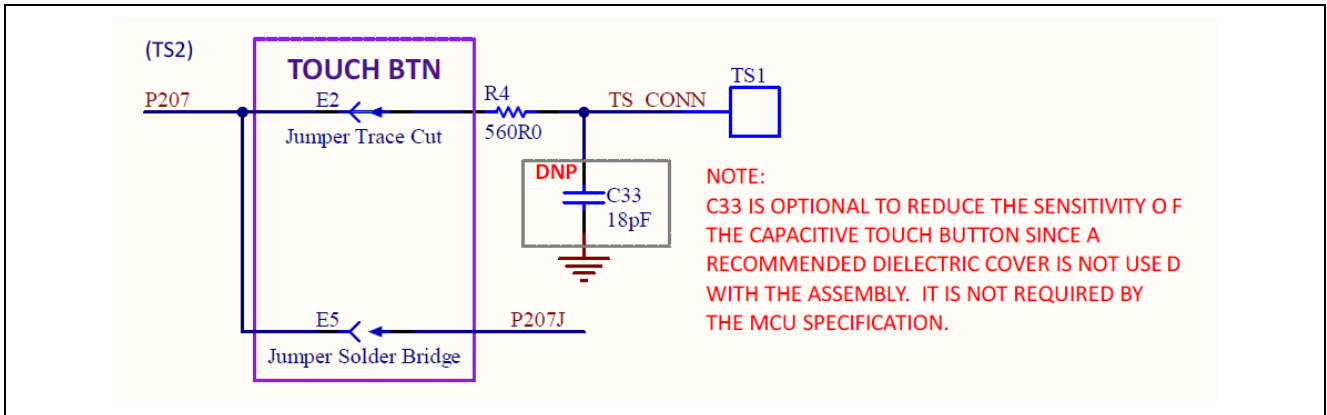 (TS2)
TOUCH BTN
P207
E2
Jumper Trace Cut
R4
560R0
TS_CONN
TS1
DNP
C33
18pF
NOTE:
C33 IS OPTIONAL TO REDUCE THE SENSITIVITY O F
THE CAPACITIVE TOUCH BUTTON SINCE A
RECOMMENDED DIELECTRIC COVER IS NOT USE D
WITH THE ASSEMBLY.  IT IS NOT REQUIRED BY
THE MCU SPECIFICATION.
E5
Jumper Solder Bridge
P207J